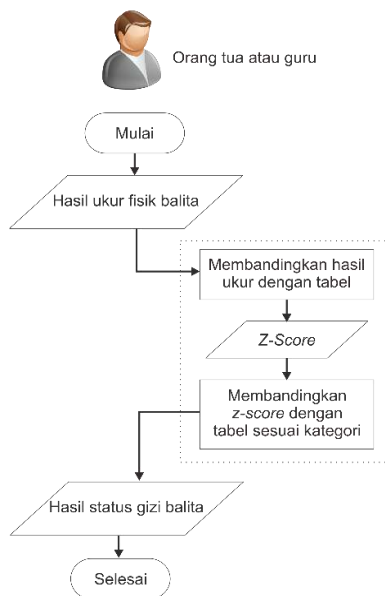 Orang tua atau guru
Mulai
Hasil ukur fisik balita
Membandingkan hasil
ukur dengan tabel
Z-Score
Membandingkan
z-score dengan
tabel sesuai kategori
Hasil status gizi balita
Selesai